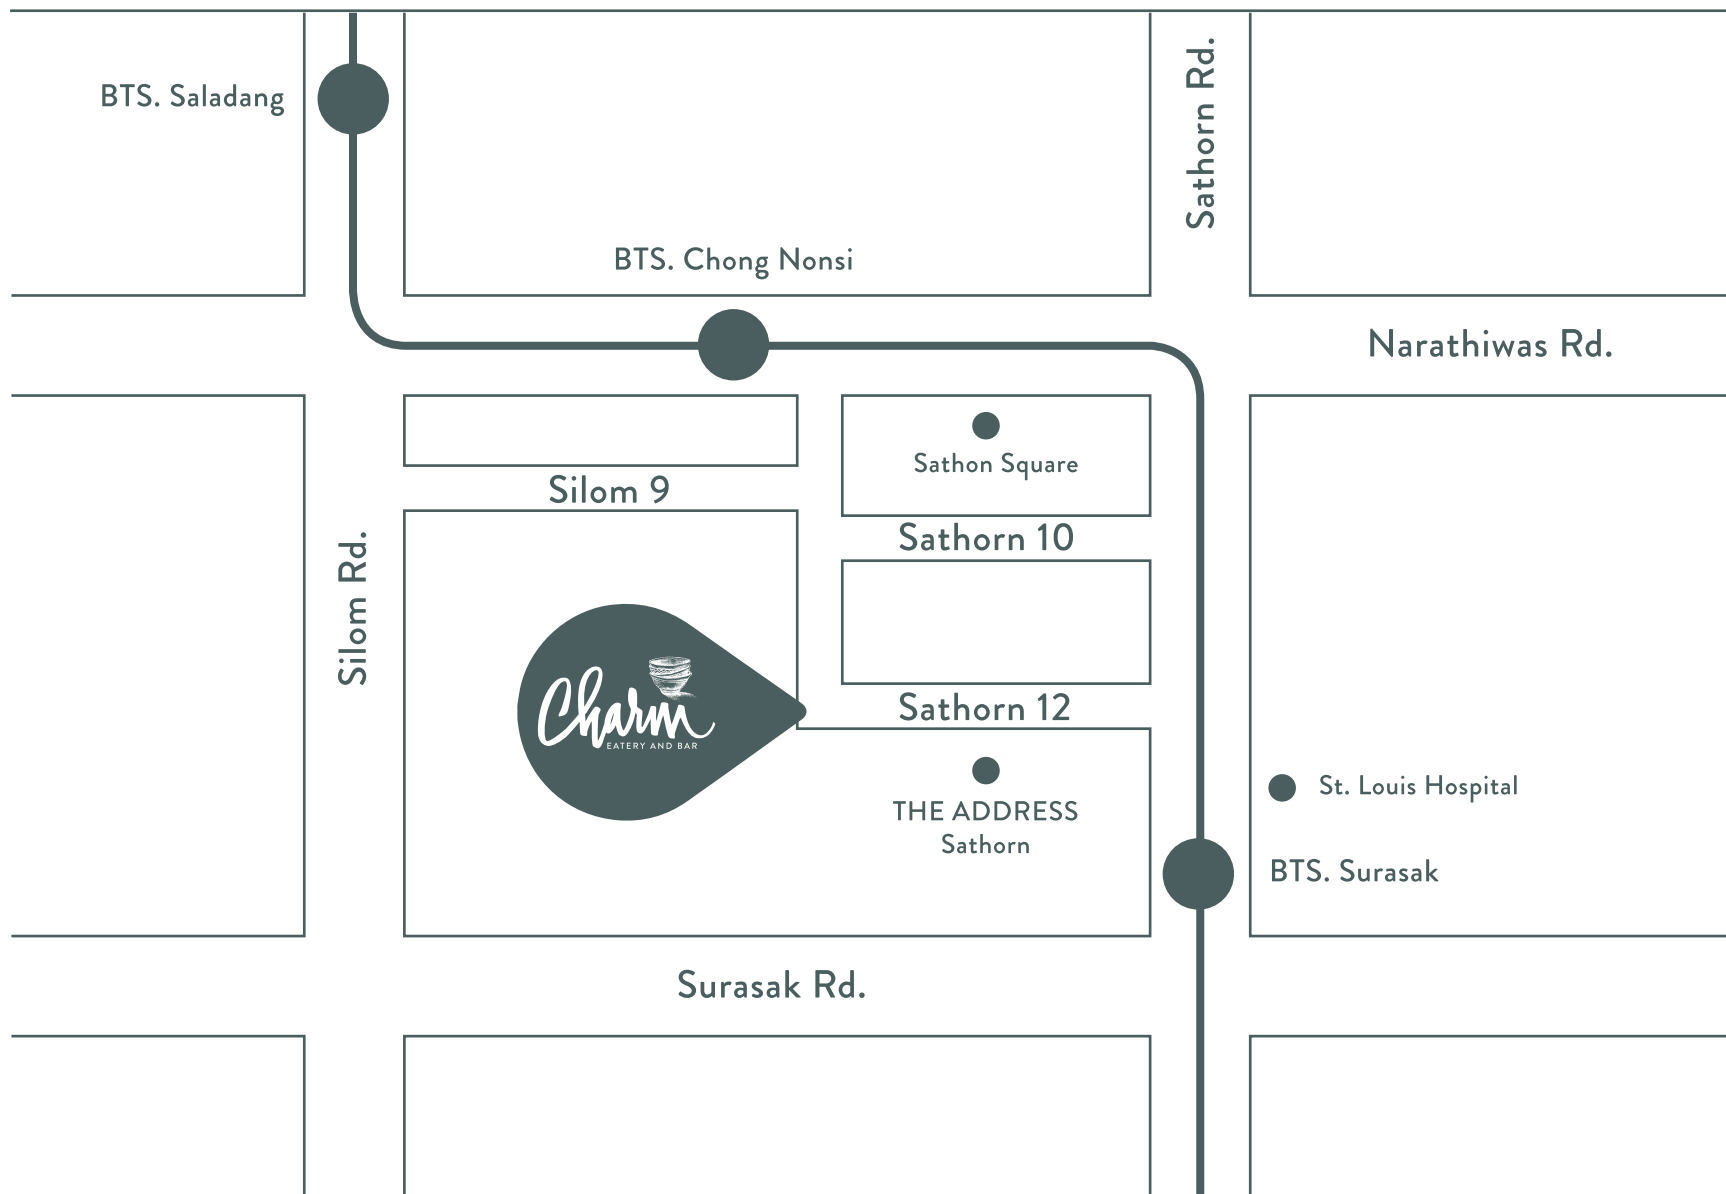 BTS. Saladang
Sathorn Rd.
BTS. Chong Nonsi
Narathiwas Rd.
Sathon Square
Silom 9
Sathorn 10
Silom Rd.
Charm
EATERY AND BAR
Sathorn 12
St. Louis Hospital
THE ADDRESS
Sathorn
BTS. Surasak
Surasak Rd.